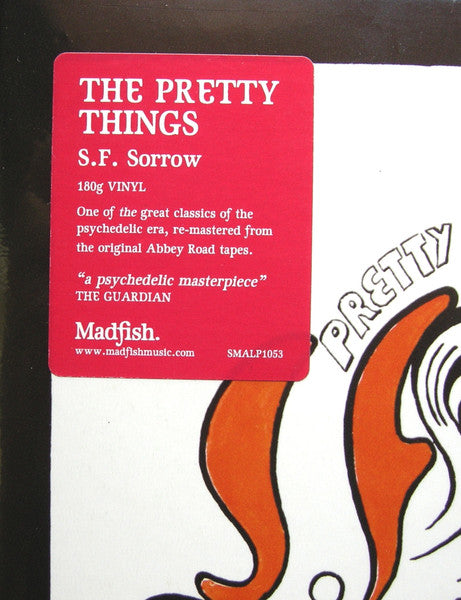 THE PRETTY
THINGS
S.F. Sorrow
180g VINYL
One of the great classics of the
psychedelic era, re-mastered from
the original Abbey Road tapes.
“a psychedelic masterpiece”
THE GUARDIAN
Madfish.
www.madfishmusic.com SMALP1053
PRETTY